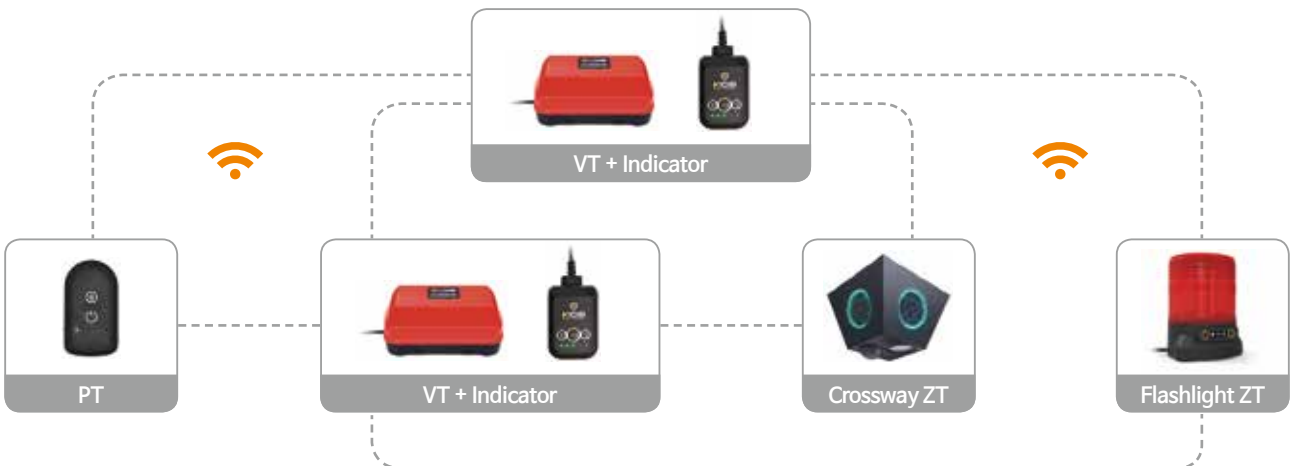 VT + Indicator
PT
VT + Indicator
Crossway ZT
Flashlight ZT